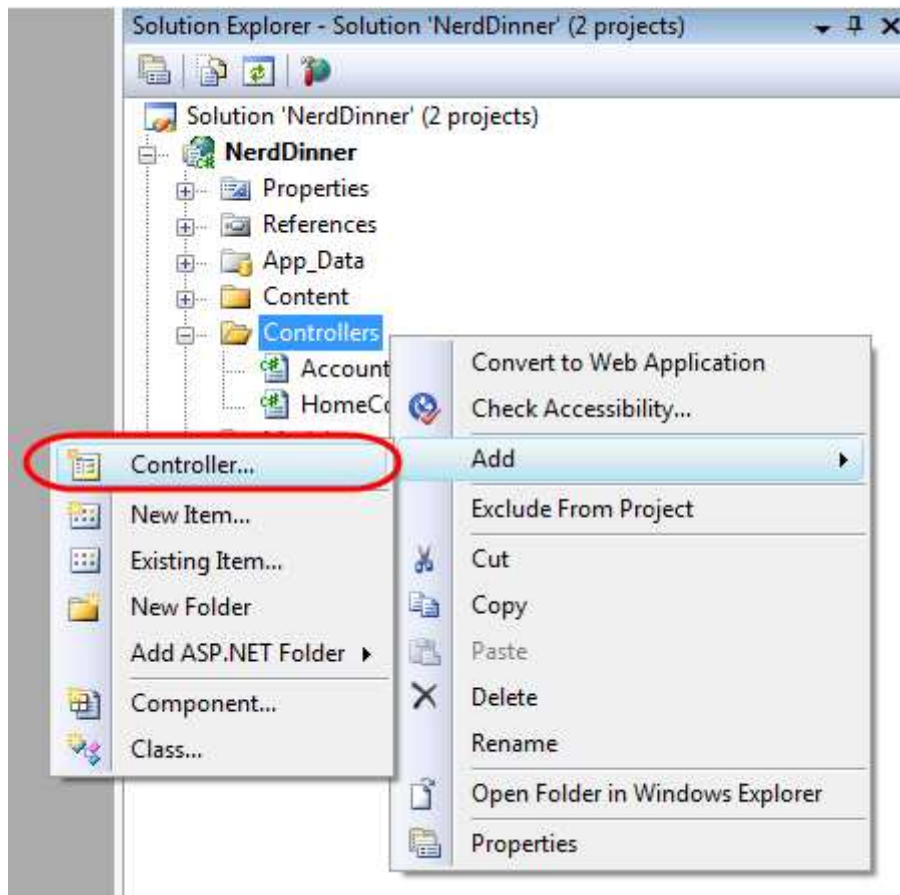 Solution Explorer - Solution 'NerdDinner' (2 projects)
Solution 'NerdDinner' (2 projects)
NerdDinner
Properties
References
App_Data
Content
Controllers
Account
HomeCo
Convert to Web Application
Check Accessibility...
Add
Exclude From Project
Cut
Copy
Paste
Delete
Rename
Open Folder in Windows Explorer
Properties
Controller...
New Item...
Existing Item...
New Folder
Add ASP.NET Folder
Component...
Class...